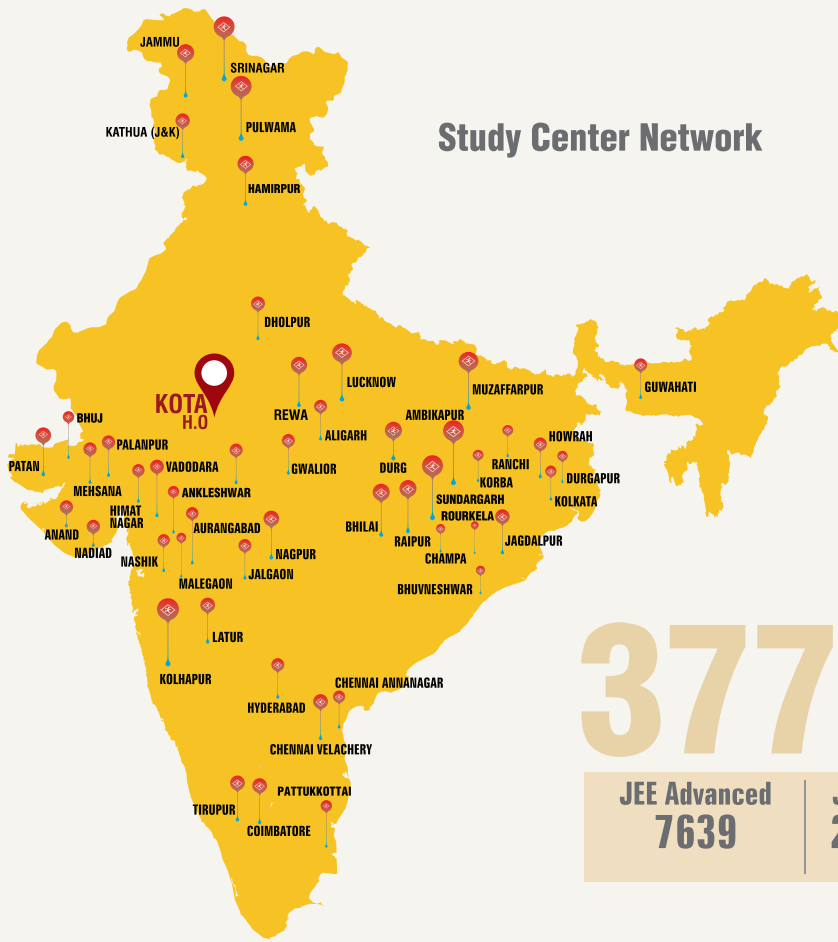 JAMMU
SRINAGAR
Study Center Network
KATHUA (J&K)
PULWAMA
HAMIRPUR
DHOLPUR
LUCKNOW
MUZAFFARPUR
GUWAHATI
KOTA
H.O
REWA
AMBIKAPUR
BHUJ
ALIGARH
PALANPUR
HOWRAH
PATAN
VADODARA
GWALIOR
DURG
RANCHI
DURGAPUR
MEHSANA
ANKLESHWAR
KORBA
KOLKATA
SUNDARGARH
HIMAT
NAGAR
ROURKELA
ANAND
AURANGABAD
BHILAI
RAIPUR
JAGDALPUR
NADIAD
NAGPUR
CHAMPA
NASHIK
JALGAON
MALEGAON
BHUVNESHWAR
LATUR
KOLHAPUR
377
CHENNAI ANNANAGAR
HYDERABAD
CHENNAI VELACHERY
PATTUKKOTTAI
JEE Advanced
7639
TIRUPUR
COIMBATORE